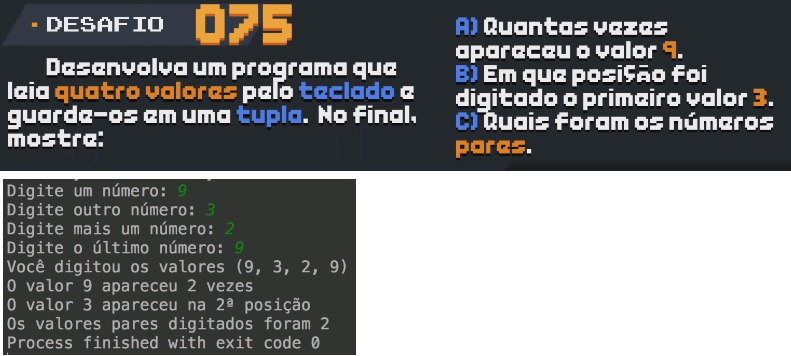 DESAFIO 075
Desenvolva um programa que
leia quatro valores pelo teclado e
guarde-os em uma tupla. No final,
mostre:
A) Quantas vezes
apareceu o valor 9.
B) Em que posição foi
digitado o primeiro valor 3.
C) Quais foram os números
pares.
Digite um número: 9
Digite outro número: 3
Digite mais um número: 2
Digite o último número: 9
Você digitou os valores (9, 3, 2, 9)
O valor 9 apareceu 2 vezes
O valor 3 apareceu na 2ª posição
Os valores pares digitados foram 2
Process finished with exit code 0